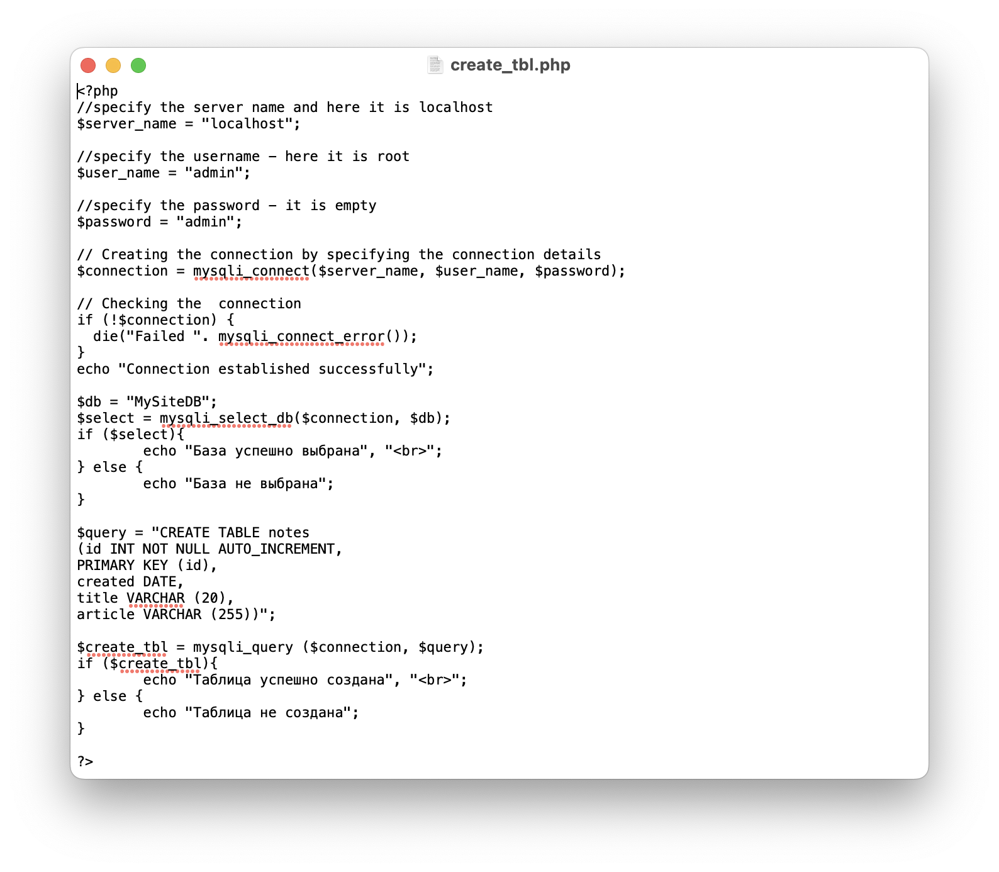 create_tbl.php
<?php
//specify the server name and here it is localhost
$server_name = "localhost";
//specify the username – here it is root
$user_name = "admin";
//specify the password – it is empty
$password = "admin";
// Creating the connection by specifying the connection details
$connection = mysqli_connect($server_name, $user_name, $password);
// Checking the  connection
if (!$connection) {
  die("Failed ". mysqli_connect_error());
}
echo "Connection established successfully";
$db = "MySiteDB";
$select = mysqli_select_db($connection, $db);
if ($select){
        echo "База успешно выбрана", "<br>";
} else {
        echo "База не выбрана";
}
$query = "CREATE TABLE notes
(id INT NOT NULL AUTO_INCREMENT,
PRIMARY KEY (id),
created DATE,
title VARCHAR (20),
article VARCHAR (255))";
$create_tbl = mysqli_query ($connection, $query);
if ($create_tbl){
        echo "Таблица успешно создана", "<br>";
} else {
        echo "Таблица не создана";
}
?>